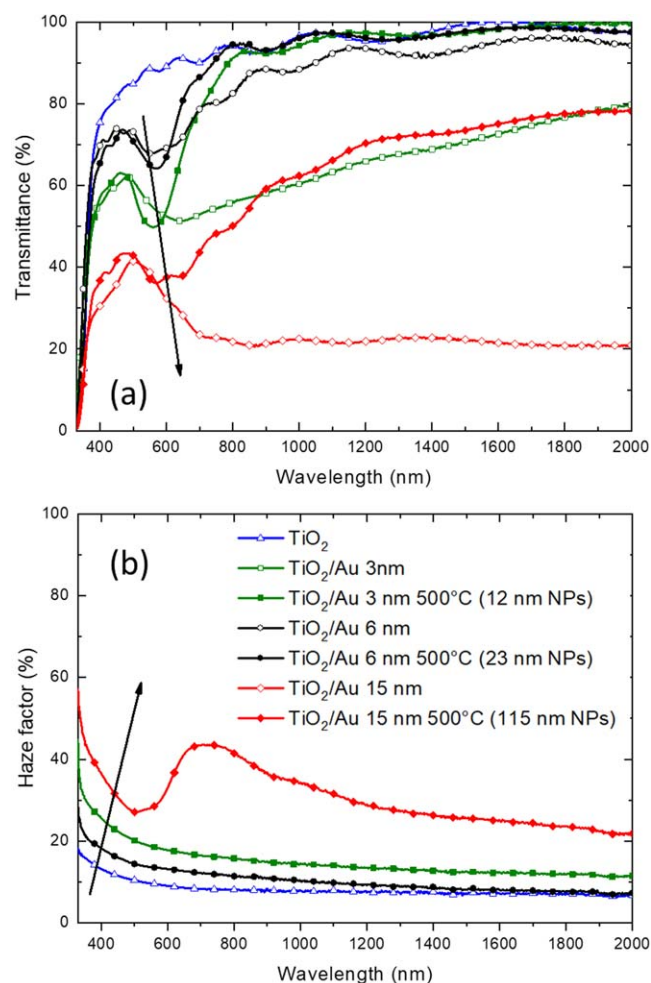 100
80
60
40
20
0
Transmittance (%)
(a)
400 600 800 1000 1200 1400 1600 1800 2000
Wavelength (nm)
100
80
60
40
20
0
Haze factor (%)
(b)
TiO₂
TiO₂/Au 3nm
TiO₂/Au 3 nm 500°C (12 nm NPs)
TiO₂/Au 6 nm
TiO₂/Au 6 nm 500°C (23 nm NPs)
TiO₂/Au 15 nm
TiO₂/Au 15 nm 500°C (115 nm NPs)
400 600 800 1000 1200 1400 1600 1800 2000
Wavelength (nm)